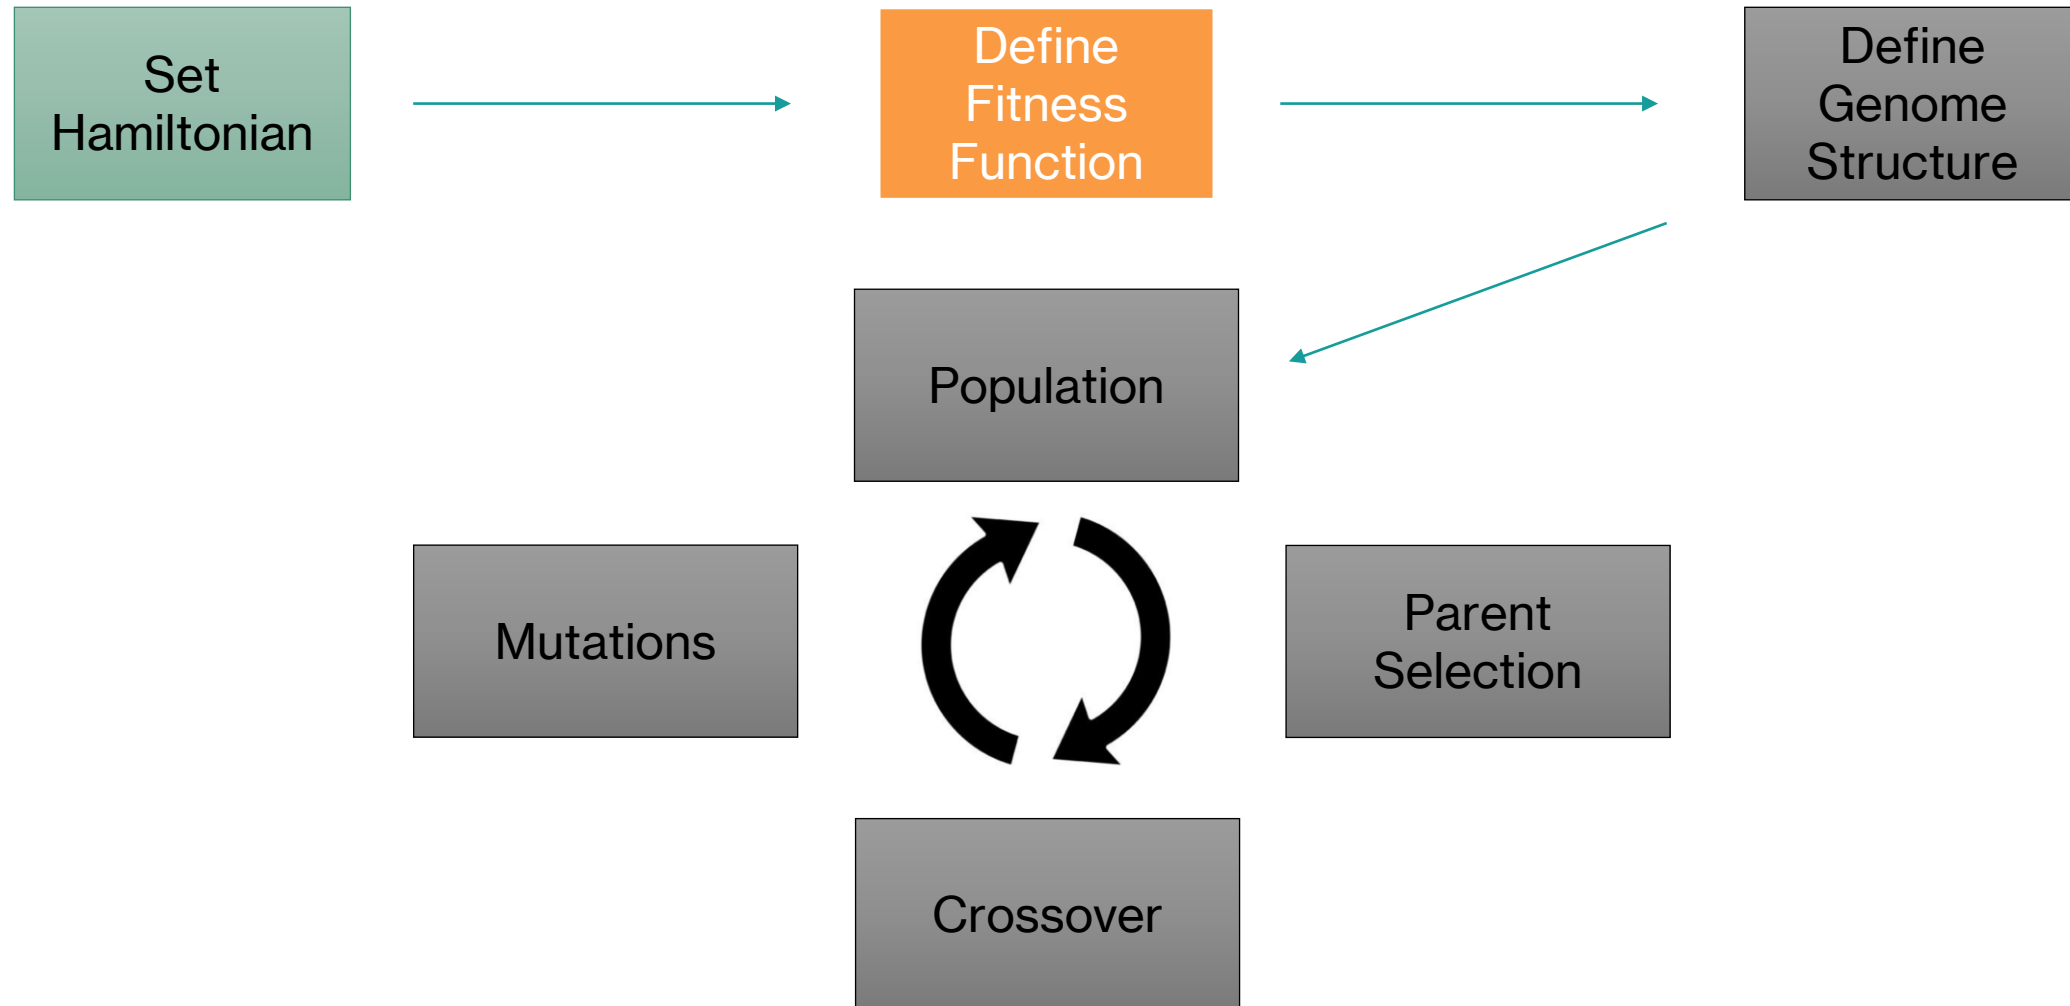 Set
Hamiltonian
Define
Fitness
Function
Define
Genome
Structure
Population
Mutations
Parent
Selection
Crossover